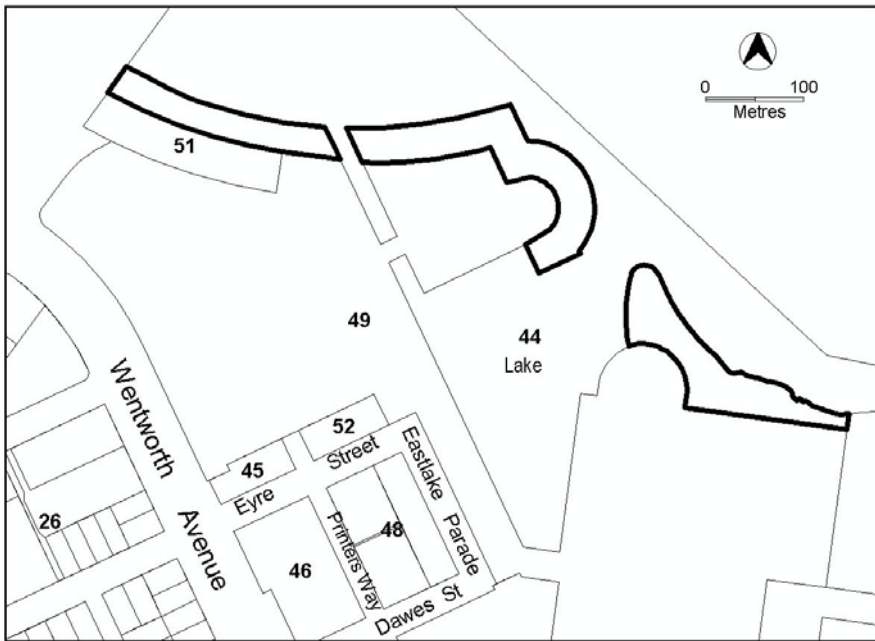 0 100
Metres
51
49
44
Lake
Wentworth Avenue
52
45
Eyre Street
Eastlake Parade
26
48
Printers Way
46
Dawes St